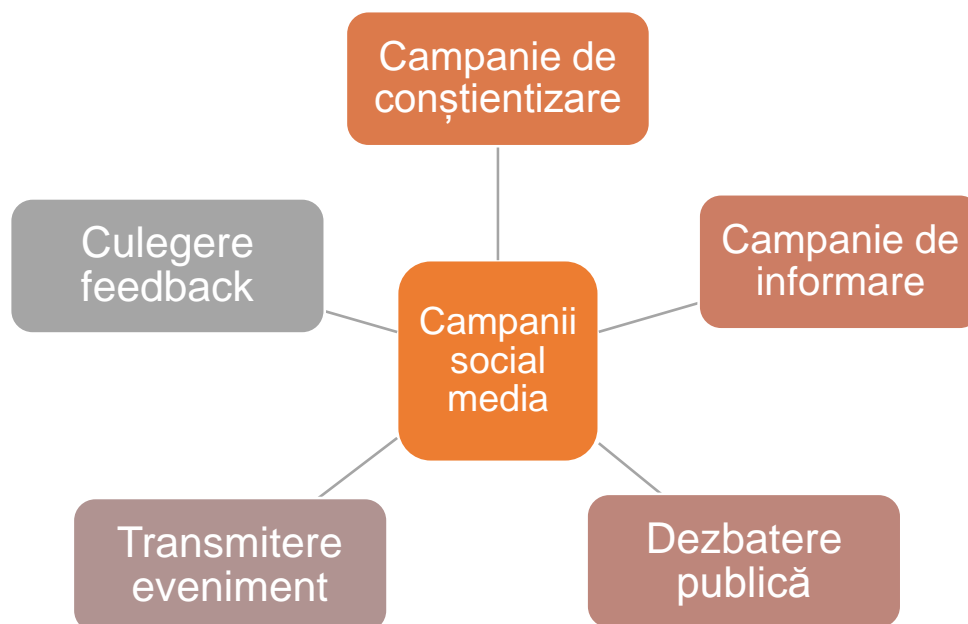 Campanie de
conștientizare
Culegere
feedback
Campanie de
informare
Campanii
social
media
Transmitere
eveniment
Dezbatere
publică